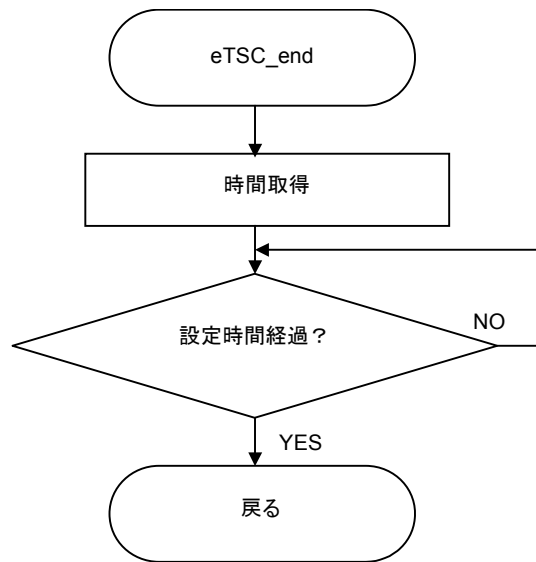 eTSC_end
時間取得
設定時間経過？
NO
YES
戻る